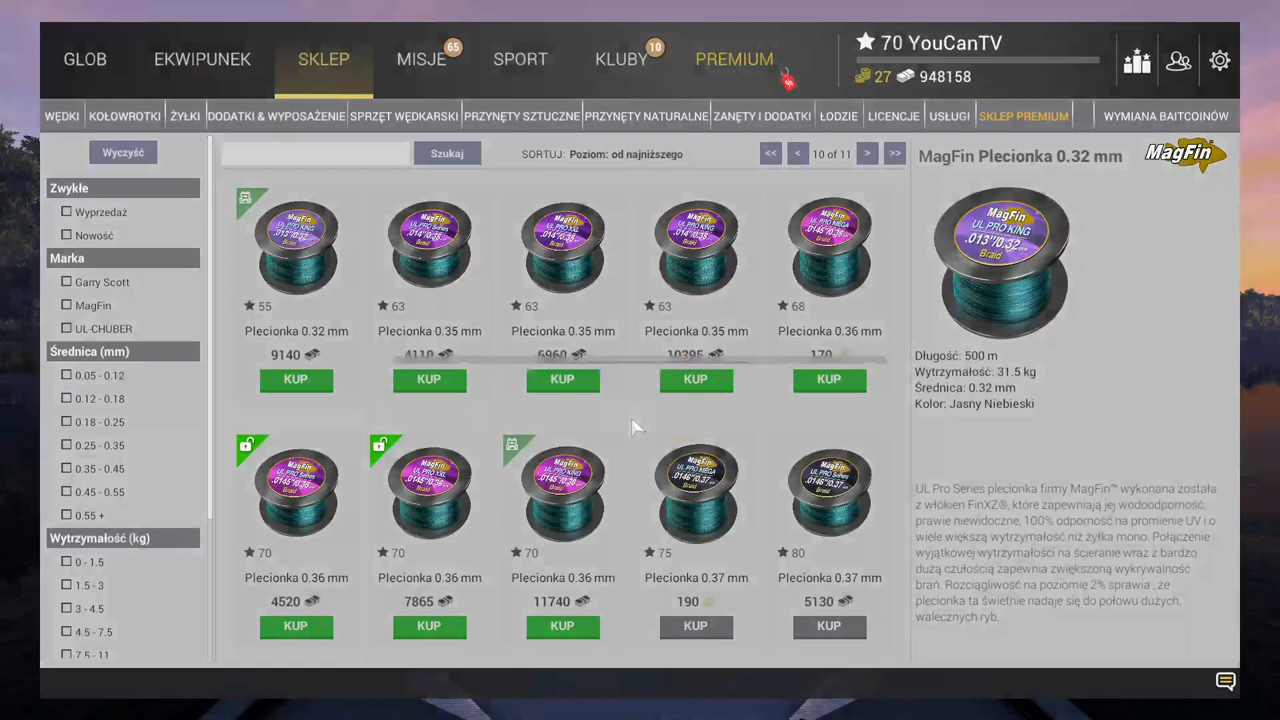 GLOB EKWIPUNEK SKLEP MISJE 65 SPORT KLUBY 10 PREMIUM
70 YouCanTV
27 948158
WĘDKI KOŁOWROTKI ŻYŁKI DODATKI & WYPOSAŻENIE SPRZĘT WĘDKARSKI PRZYNĘTY SZTUCZNE PRZYNĘTY NATURALNE ZANĘTY I DODATKI ŁODZIE LICENCJE USŁUGI SKLEP PREMIUM WYMIANA BAITCOINÓW
Wyczyść
Zwykłe
Wyprzedaż
Nowość
Marka
Garry Scott
MagFin
UL-CHUBER
Średnica (mm)
0.05 - 0.12
0.12 - 0.18
0.18 - 0.25
0.25 - 0.35
0.35 - 0.45
0.45 - 0.55
0.55 +
Wytrzymałość (kg)
0 - 1.5
1.5 - 3
3 - 4.5
4.5 - 7.5
7.5 - 11
Szukaj SORTUJ: Poziom: od najniższego << < 10 of 11 > >>
55 63 63 63 68
Plecionka 0.32 mm Plecionka 0.35 mm Plecionka 0.35 mm Plecionka 0.35 mm Plecionka 0.36 mm
9140 4110 6960 10395 170
KUP KUP KUP KUP KUP
70 70 70 75 80
Plecionka 0.36 mm Plecionka 0.36 mm Plecionka 0.36 mm Plecionka 0.37 mm Plecionka 0.37 mm
4520 7865 11740 190 5130
KUP KUP KUP KUP KUP
MagFin Plecionka 0.32 mm MagFin
MagFin
UL PRO KING
.013"/0.32mm
Braid
Długość: 500 m
Wytrzymałość: 31.5 kg
Średnica: 0.32 mm
Kolor: Jasny Niebieski
UL Pro Series plecionka firmy MagFin™ wykonana została
z włókien FinXZ®, które zapewniają jej wodoodporność,
prawie niewidoczne, 100% odporność na promienie UV i o
wiele większą wytrzymałość niż żyłka mono. Połączenie
wyjątkowej wytrzymałości na ścieranie wraz z bardzo
dużą czułością zapewnia zwiększoną wykrywalność
brań. Rozciągliwość na poziomie 2% sprawia , że
plecionka ta świetnie nadaje się do połowu dużych,
walecznych ryb.